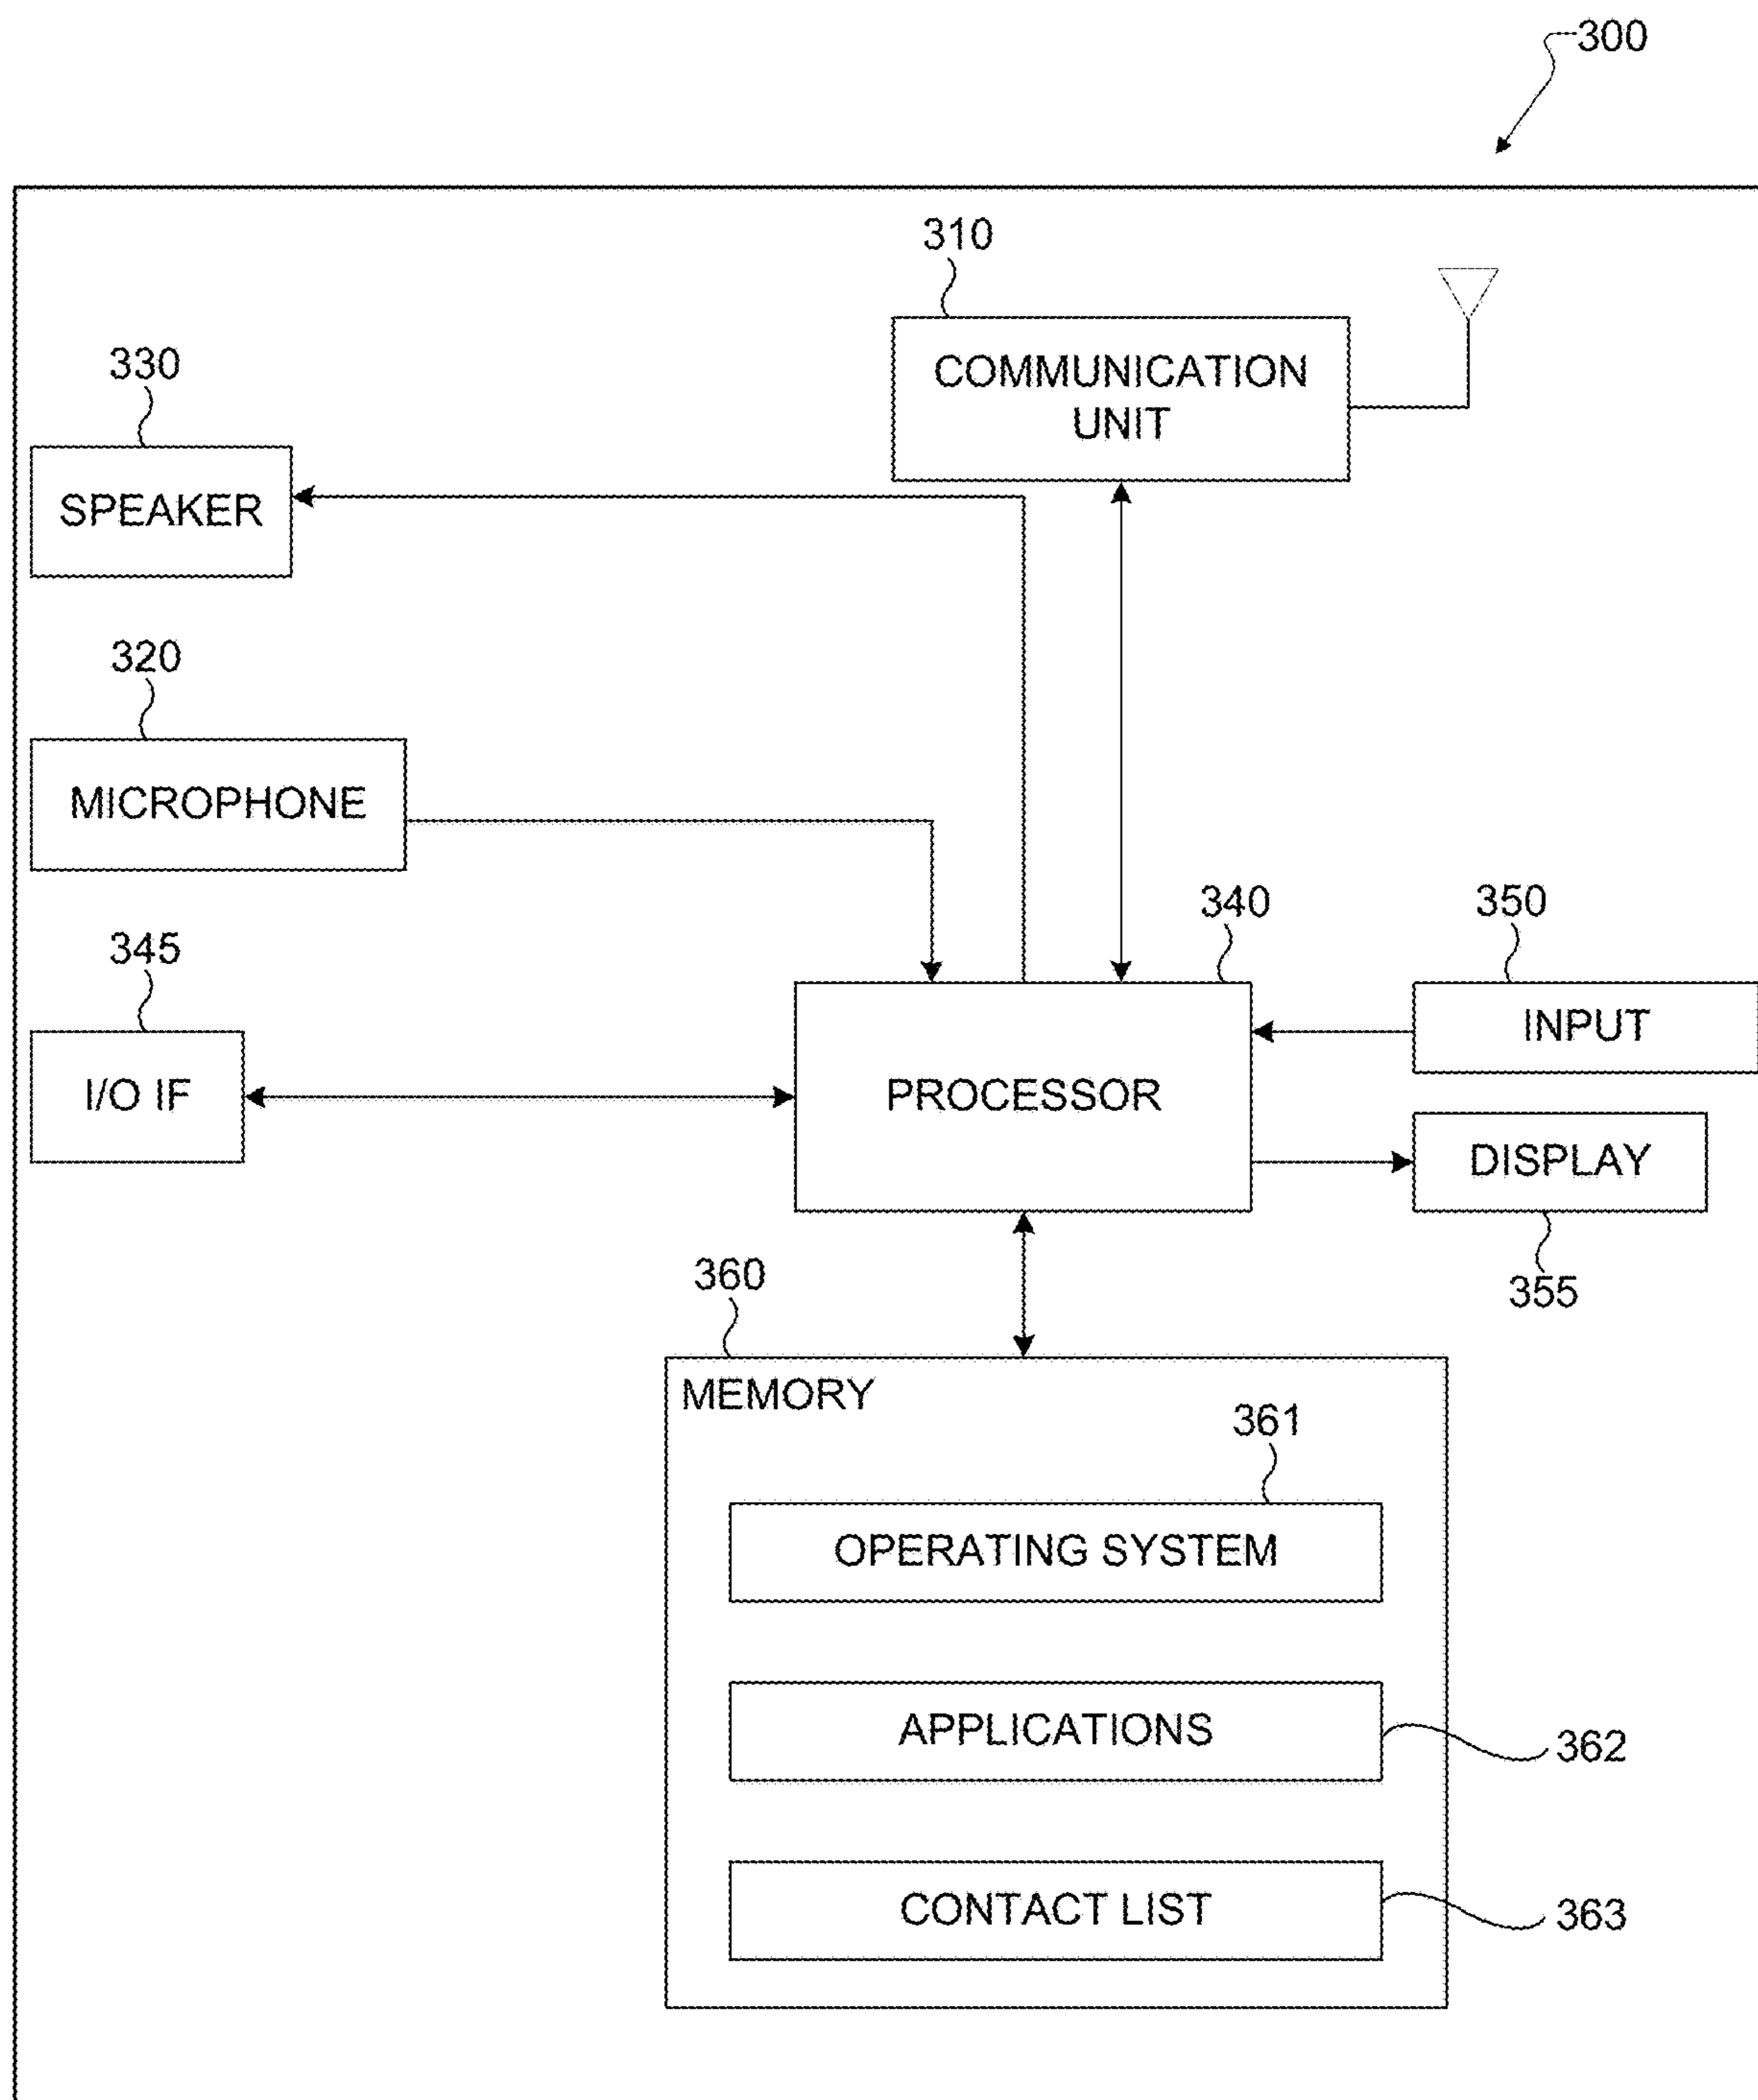 300
310
COMMUNICATION
UNIT
330
SPEAKER
320
MICROPHONE
340
350
345
INPUT
I/O IF
PROCESSOR
DISPLAY
355
360
MEMORY
361
OPERATING SYSTEM
APPLICATIONS
362
CONTACT LIST
363